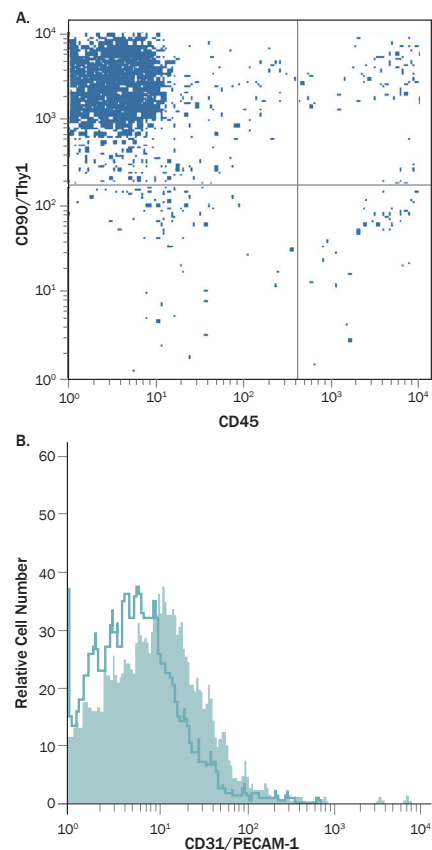 A.
CD90/Thy1
10⁴
10³
10²
10¹
10⁰
10⁰ 10¹ 10² 10³ 10⁴
CD45
B.
Relative Cell Number
60
50
40
30
20
10
0
10⁰ 10¹ 10² 10³ 10⁴
CD31/PECAM-1